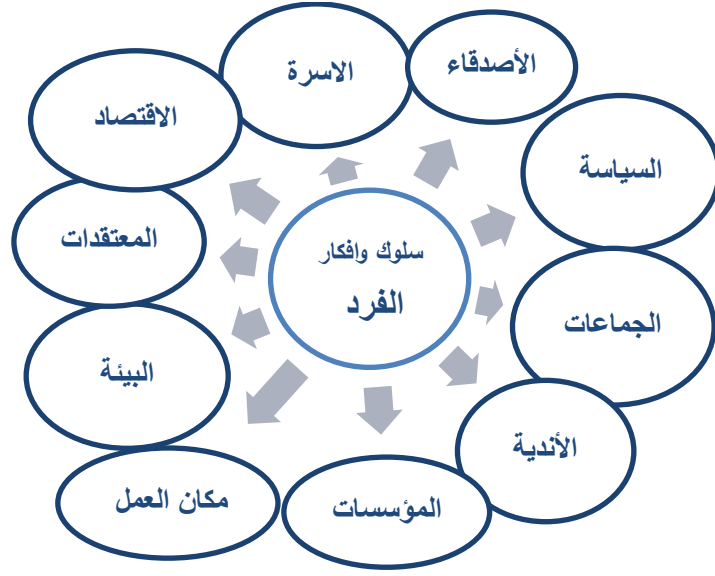 الأصدقاء
الاسرة
الاقتصاد
السياسة
المعتقدات
سلوك وافكار
الفرد
الجماعات
البيئة
الأندية
مكان العمل
المؤسسات